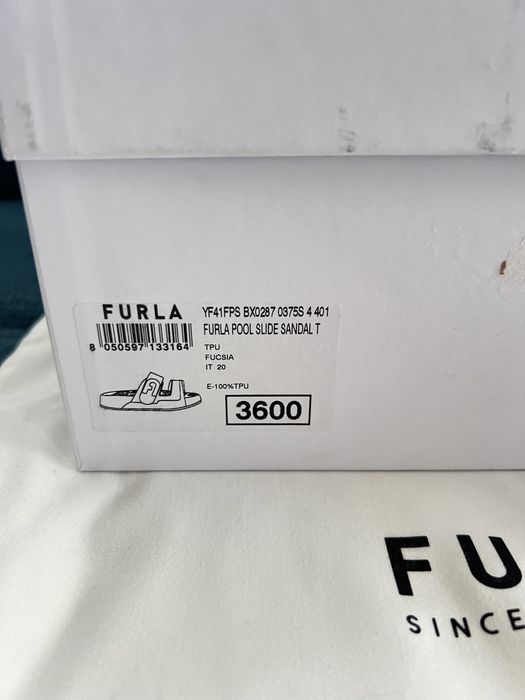 FURLA
YF41FPS BX0287 0375S 4 401
FURLA POOL SLIDE SANDAL T
8 050597 133164
TPU
FUCSIA
IT 20
E-100%TPU
3600
FU
SINCE